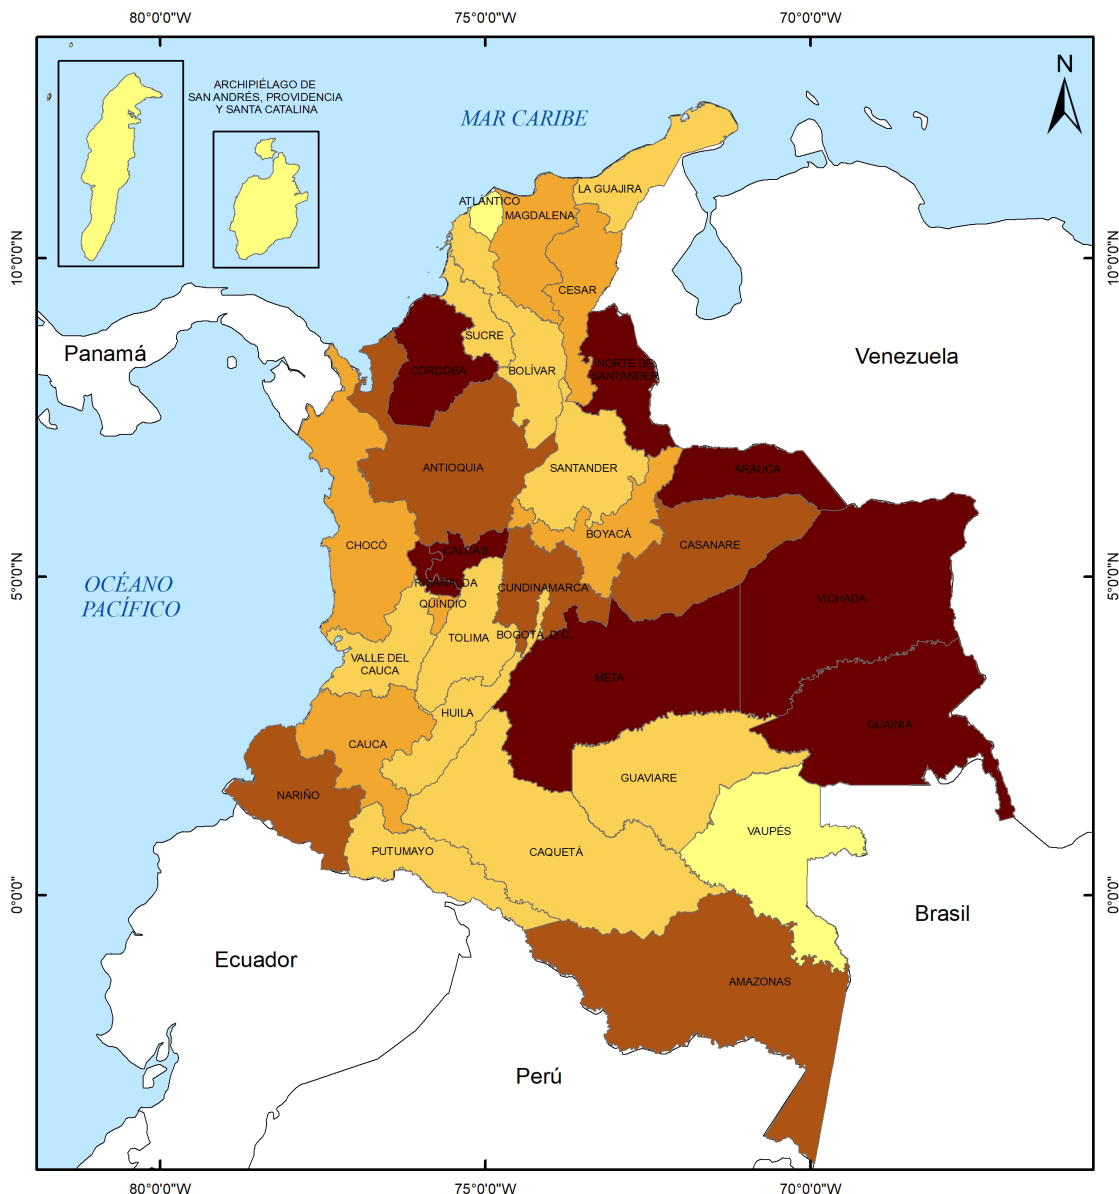 80°0'0"W 75°0'0"W 70°0'0"W
ARCHIPIÉLAGO DE
SAN ANDRÉS, PROVIDENCIA
Y SANTA CATALINA
N
MAR CARIBE
LA GUAJIRA
ATLÁNTICO
MAGDALENA
10°0'0"N
10°0'0"N
CESAR
SUCRE
Panamá
Venezuela
NORTE DE
SANTANDER
CÓRDOBA
BOLÍVAR
ANTIOQUIA
SANTANDER
ARAUCA
BOYACÁ
CHOCÓ
CASANARE
CALDAS
5°0'0"N
5°0'0"N
OCÉANO
PACÍFICO
RISARALDA
CUNDINAMARCA
VICHADA
QUINDIO
TOLIMA
BOGOTÁ, D.C.
VALLE DEL
CAUCA
META
HUILA
GUAINIA
CAUCA
GUAVIARE
NARIÑO
VAUPÉS
PUTUMAYO
CAQUETÁ
0°0'0"
0°0'0"
Brasil
Ecuador
AMAZONAS
Perú
80°0'0"W 75°0'0"W 70°0'0"W